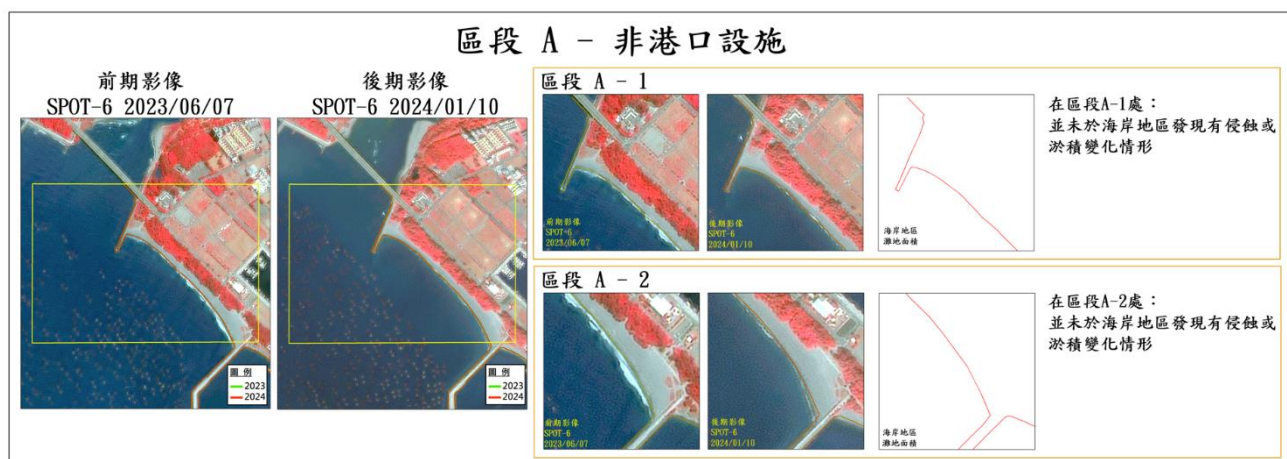 區段 A - 非港口設施
前期影像
SPOT-6 2023/06/07
後期影像
SPOT-6 2024/01/10
圖 例
2023
2024
圖 例
2023
2024
區段 A - 1
前期影像
SPOT-6
2023/06/07
後期影像
SPOT-6
2024/01/10
海岸地區
灘地面積
在區段A-1處：
並未於海岸地區發現有侵蝕或
淤積變化情形
區段 A - 2
前期影像
SPOT-6
2023/06/07
後期影像
SPOT-6
2024/01/10
海岸地區
灘地面積
在區段A-2處：
並未於海岸地區發現有侵蝕或
淤積變化情形